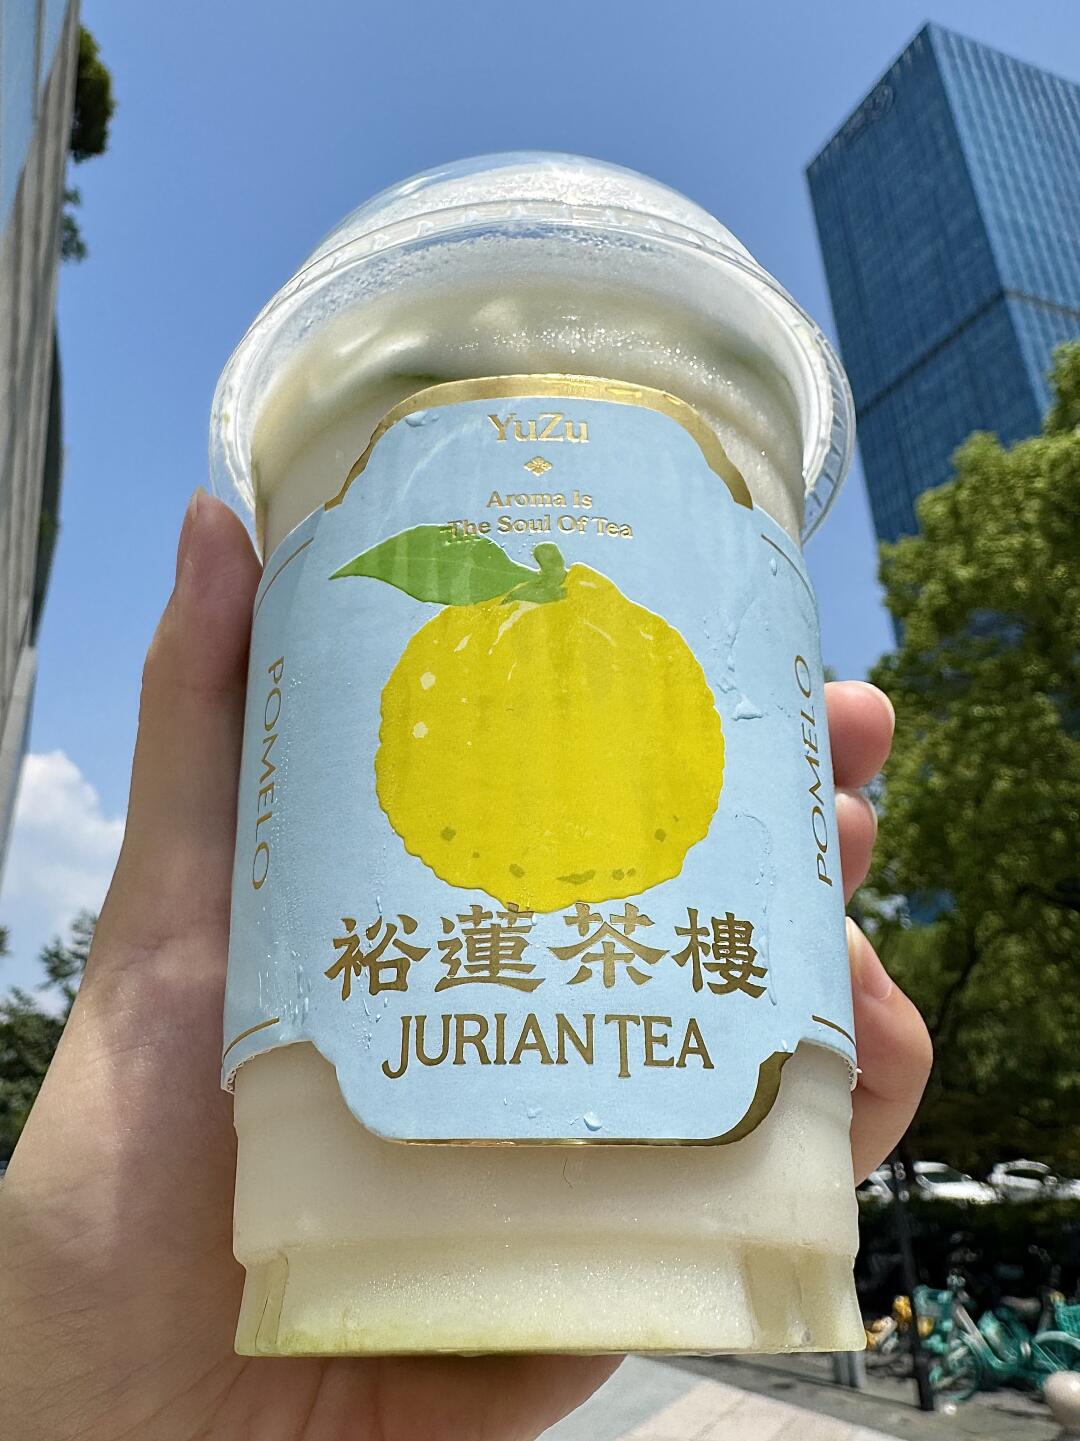 YuZu
Aroma Is
The Soul Of Tea
POMELO
POMELO
裕蓮茶樓
JURIAN TEA